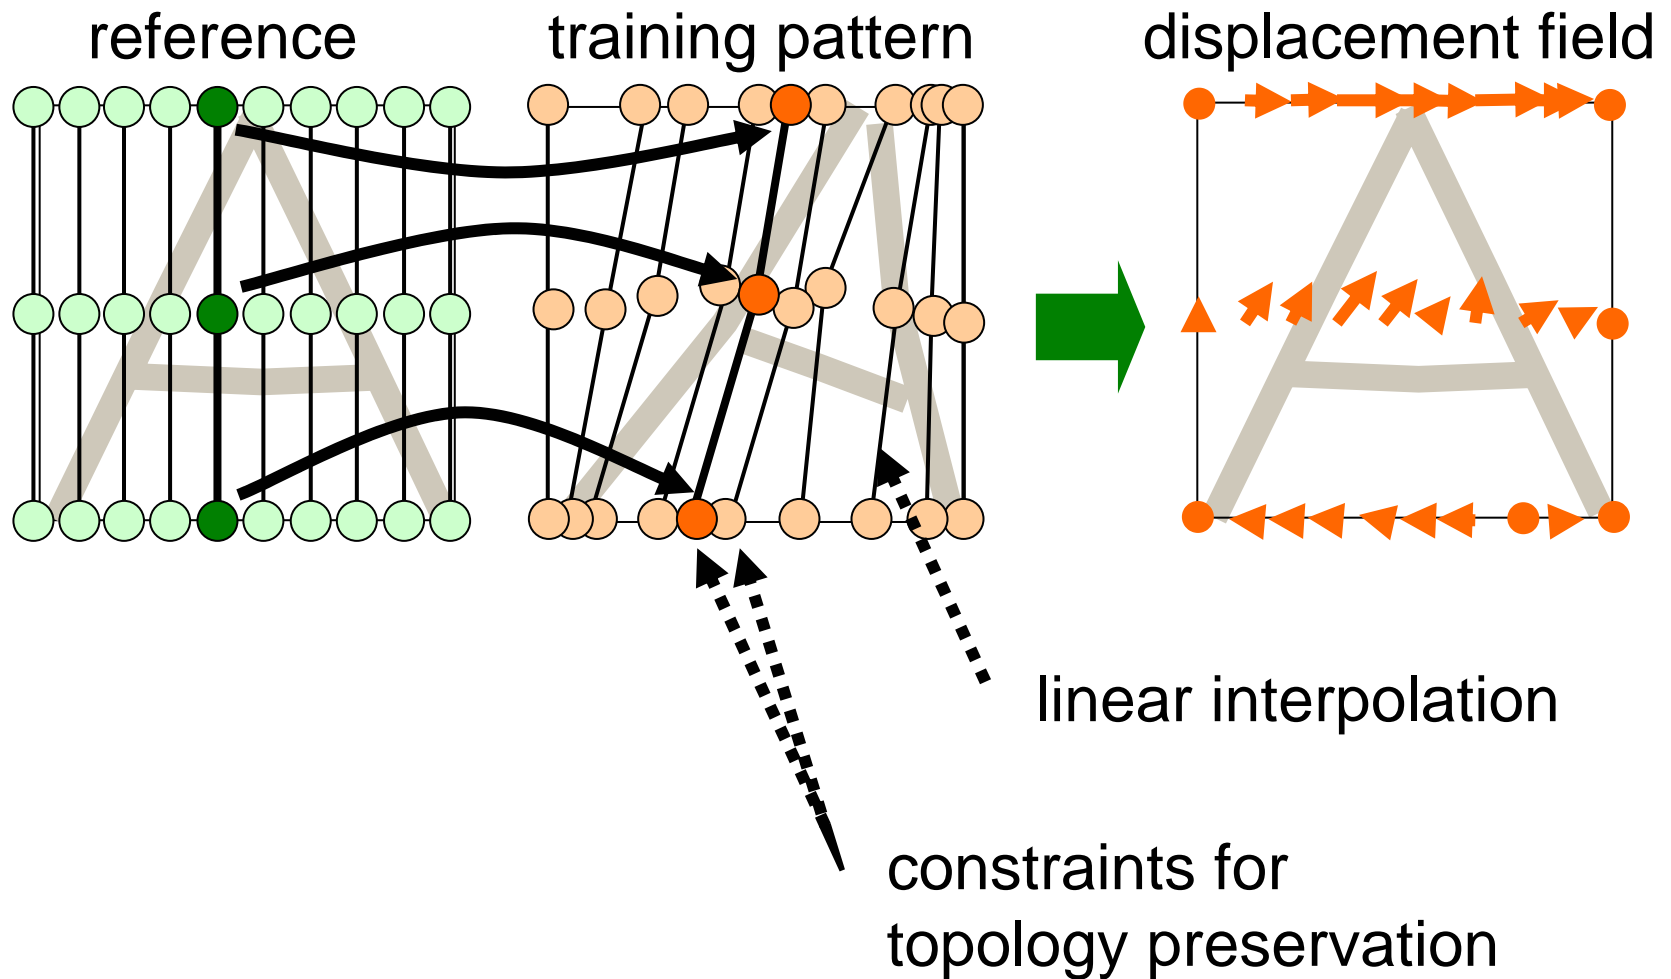 reference
training pattern
displacement field
linear interpolation
constraints for
topology preservation